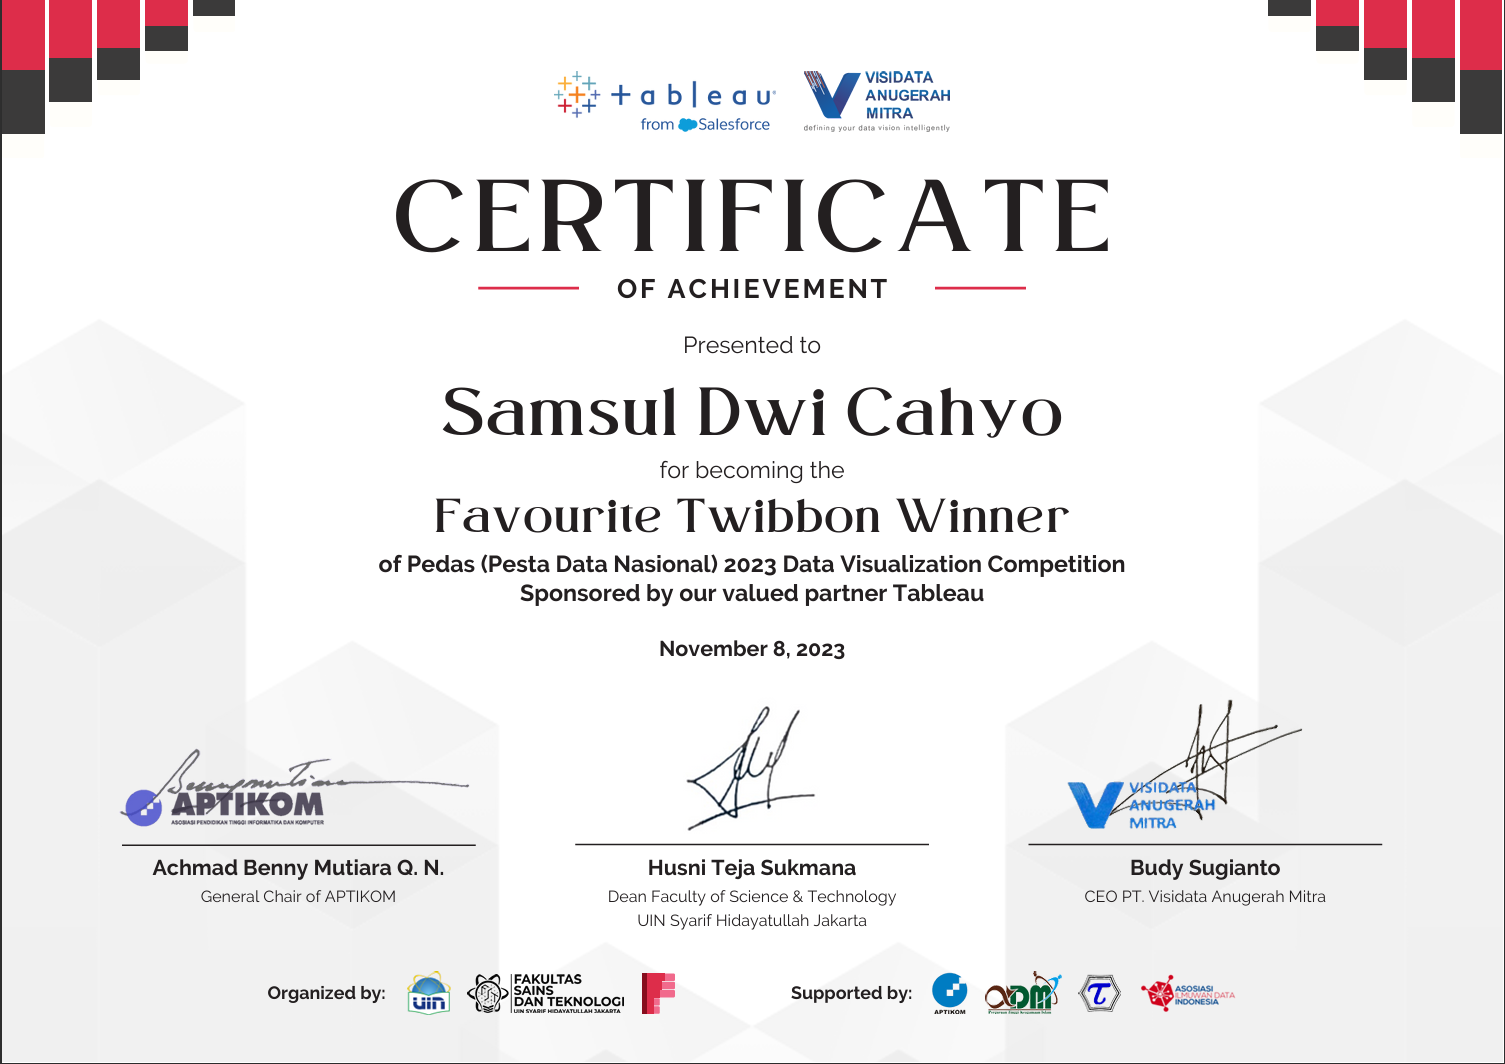 tableau
from Salesforce
VISIDATA
ANUGERAH
MITRA
defining your data vision intelligently
CERTIFICATE
OF ACHIEVEMENT
Presented to
Samsul Dwi Cahyo
for becoming the
Favourite Twibbon Winner
of Pedas (Pesta Data Nasional) 2023 Data Visualization Competition
Sponsored by our valued partner Tableau
November 8, 2023
APTIKOM
ASOSIASI PENDIDIKAN TINGGI INFORMATIKA DAN KOMPUTER
Achmad Benny Mutiara Q. N.
General Chair of APTIKOM
Husni Teja Sukmana
Dean Faculty of Science & Technology
UIN Syarif Hidayatullah Jakarta
VISIDATA
ANUGERAH
MITRA
Budy Sugianto
CEO PT. Visidata Anugerah Mitra
Organized by:
uin
FAKULTAS
SAINS
DAN TEKNOLOGI
UIN SYARIF HIDAYATULLAH JAKARTA
Supported by:
APTIKOM
ADM
ASOSIASI
ILMUWAN DATA
INDONESIA